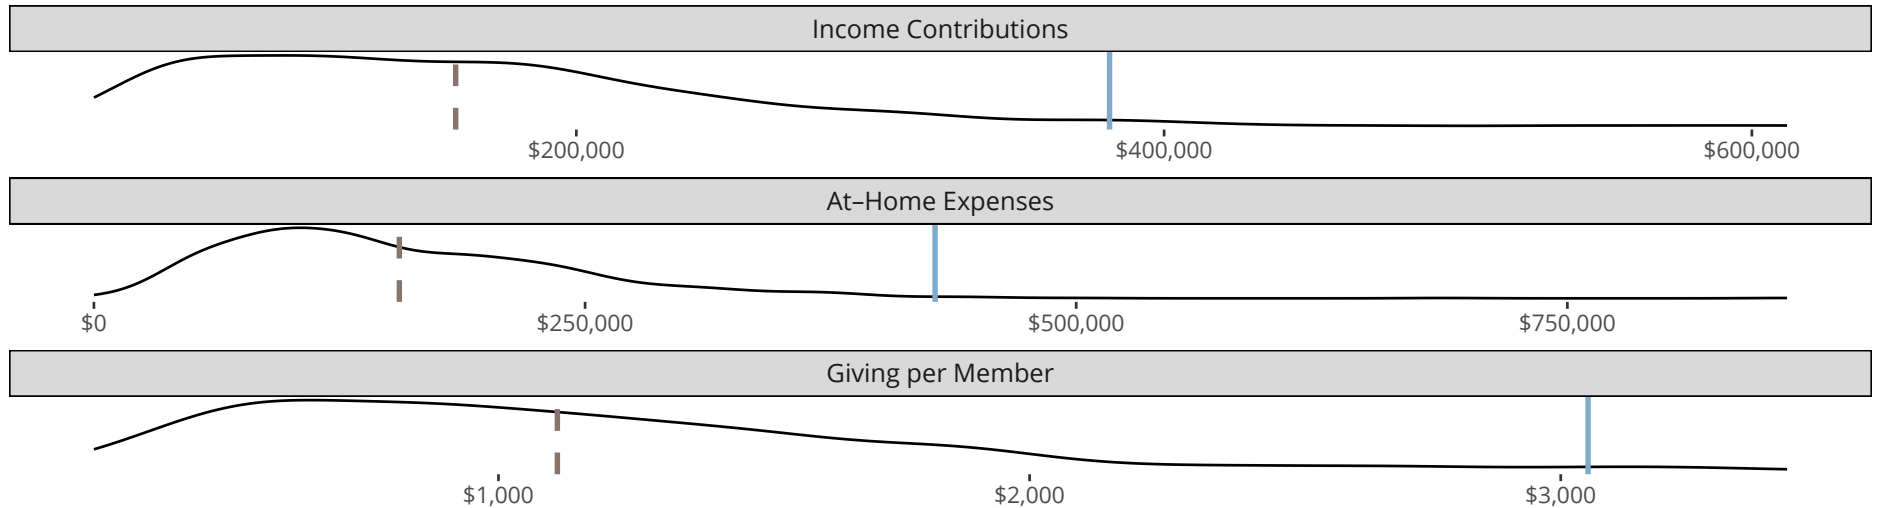 Income Contributions
$200,000 $400,000 $600,000
At–Home Expenses
$0 $250,000 $500,000 $750,000
Giving per Member
$1,000 $2,000 $3,000